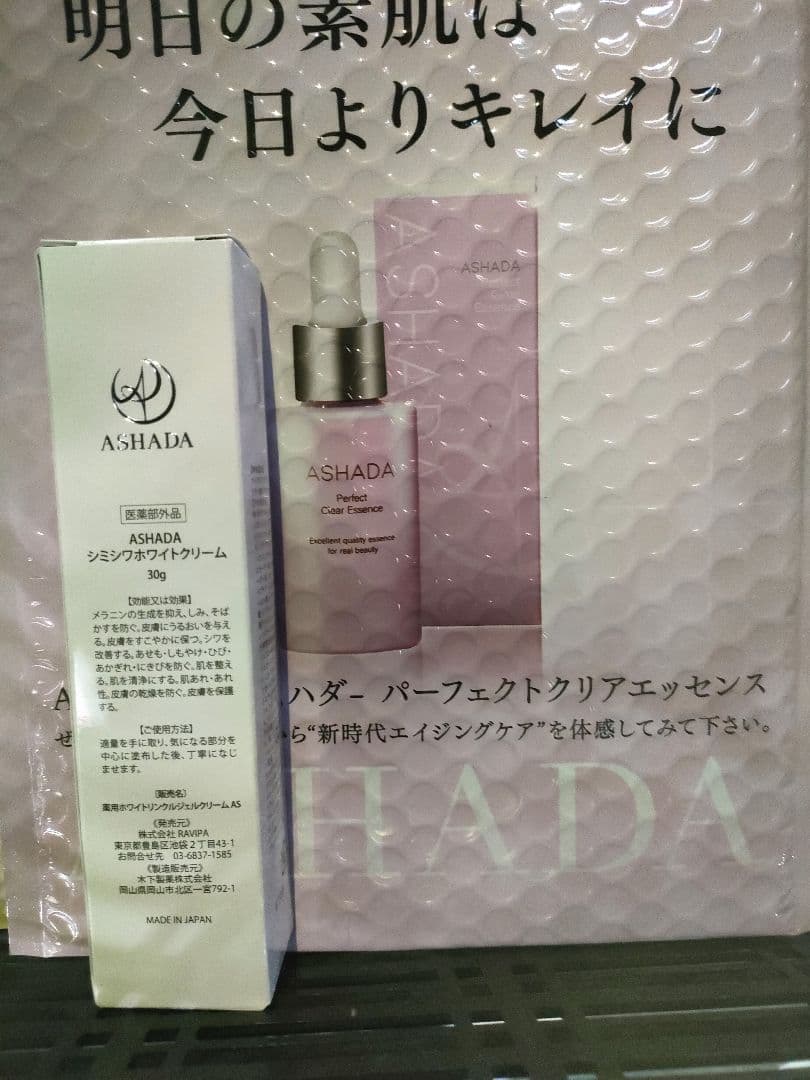 明日の素肌は
今日よりキレイに
ASHADA
ASHADA
ASHADA
Perfect
Clear Essence
Excellent quality essence
for real beauty
ハダ− パーフェクトクリアエッセンス
から“新時代エイジングケア”を体感してみて下さい。
HADA
ASHADA
医薬部外品
ASHADA
シミシワホワイトクリーム
30g
【効能又は効果】
メラニンの生成を抑え、しみ、そば
かすを防ぐ。皮膚にうるおいを与え
る。皮膚をすこやかに保つ。シワを
改善する。あせも・しもやけ・ひび・
あかぎれ・にきびを防ぐ。肌を整え
る。肌を清浄にする。肌あれ・あれ
性。皮膚の乾燥を防ぐ。皮膚を保護
する。
【ご使用方法】
適量を手に取り、気になる部分を
中心に塗布した後、丁寧になじ
ませます。
〔販売名〕
薬用ホワイトリンクルジェルクリーム AS
《発売元》
株式会社 RAVIPA
東京都豊島区池袋２丁目43-1
お問合せ先 03-6837-1585
《製造販売元》
木下製薬株式会社
岡山県岡山市北区一宮792-1
MADE IN JAPAN